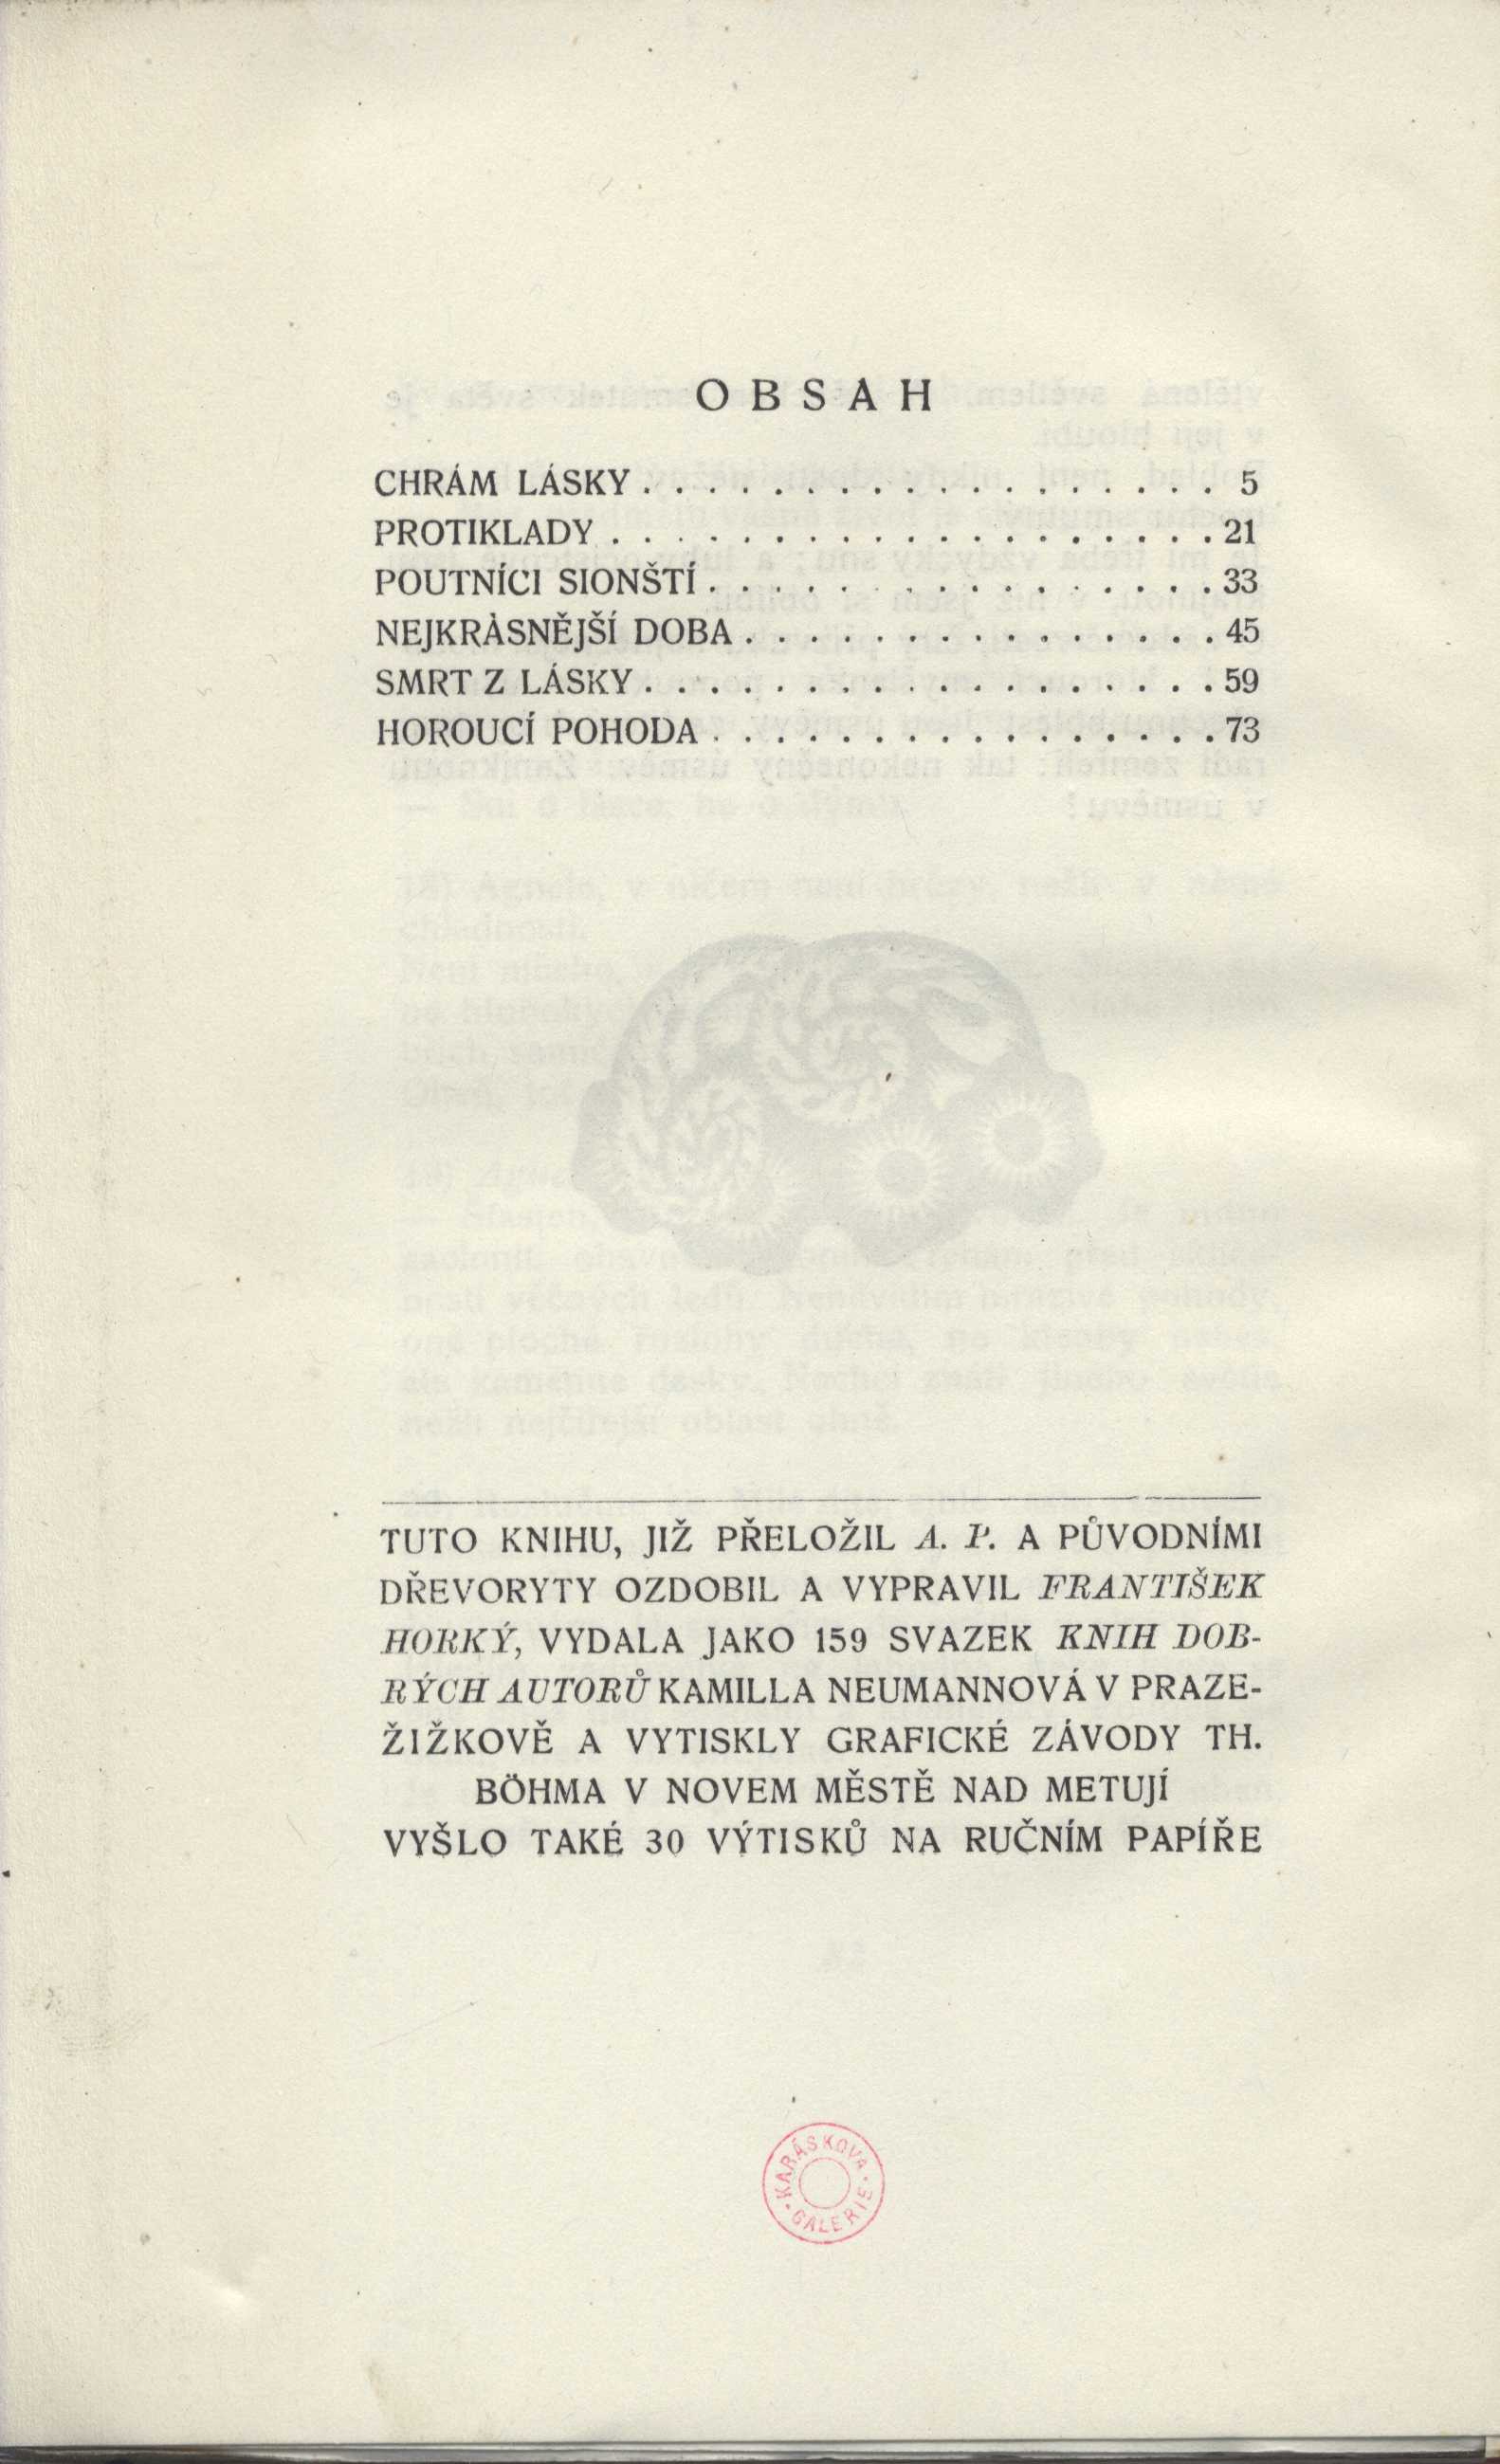 OBSAH
CHRÁM LÁSKY . . . . . . . . . . . . . . . . . . 5
PROTIKLADY . . . . . . . . . . . . . . . . . . . 21
POUTNÍCI SIONŠTÍ . . . . . . . . . . . . . . . . 33
NEJKRÀSNĚJŠÍ DOBA . . . . . . . . . . . . . . . 45
SMRT Z LÁSKY . . . . . . . . . . . . . . . . . . 59
HOROUCÍ POHODA . . . . . . . . . . . . . . . . 73
TUTO KNIHU, JIŽ PŘELOŽIL A. P. A PŮVODNÍMI
DŘEVORYTY OZDOBIL A VYPRAVIL FRANTIŠEK
HORKÝ, VYDALA JAKO 159 SVAZEK KNIH DOB-
RÝCH AUTORŮ KAMILLA NEUMANNOVÁ V PRAZE-
ŽIŽKOVĚ A VYTISKLY GRAFICKÉ ZÁVODY TH.
BÖHMA V NOVEM MĚSTĚ NAD METUJÍ
VYŠLO TAKÉ 30 VÝTISKŮ NA RUČNÍM PAPÍŘE
KARÁSKOVA
GALERIE